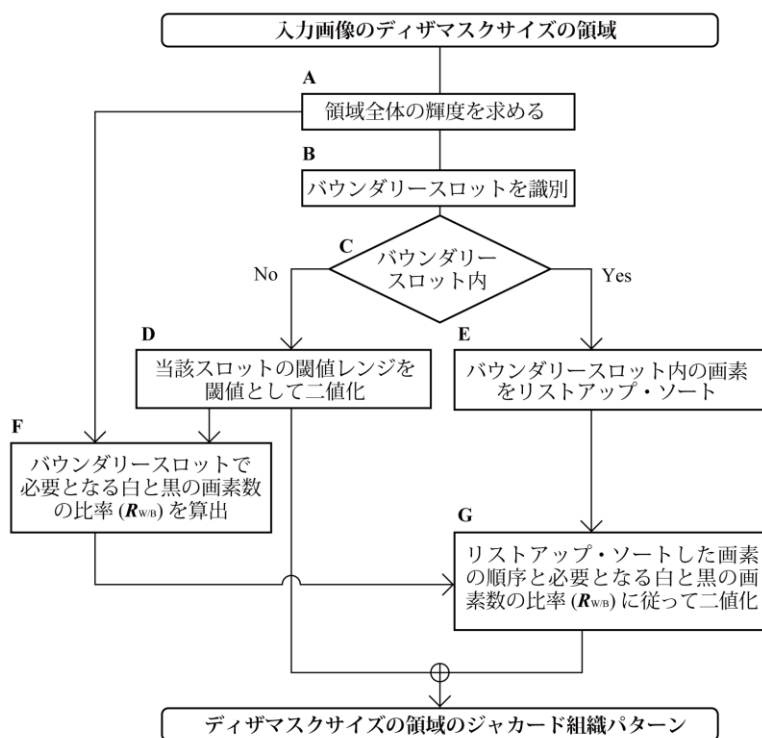 入力画像のディザマスクサイズの領域
A
領域全体の輝度を求める
B
バウンダリースロットを識別
C
バウンダリー
スロット内
No
Yes
D
当該スロットの閾値レンジを
閾値として二値化
E
バウンダリースロット内の画素
をリストアップ・ソート
F
バウンダリースロットで
必要となる白と黒の画素数
の比率 (RW/B) を算出
G
リストアップ・ソートした画素
の順序と必要となる白と黒の画
素数の比率 (RW/B) に従って二値化
ディザマスクサイズの領域のジャカード組織パターン